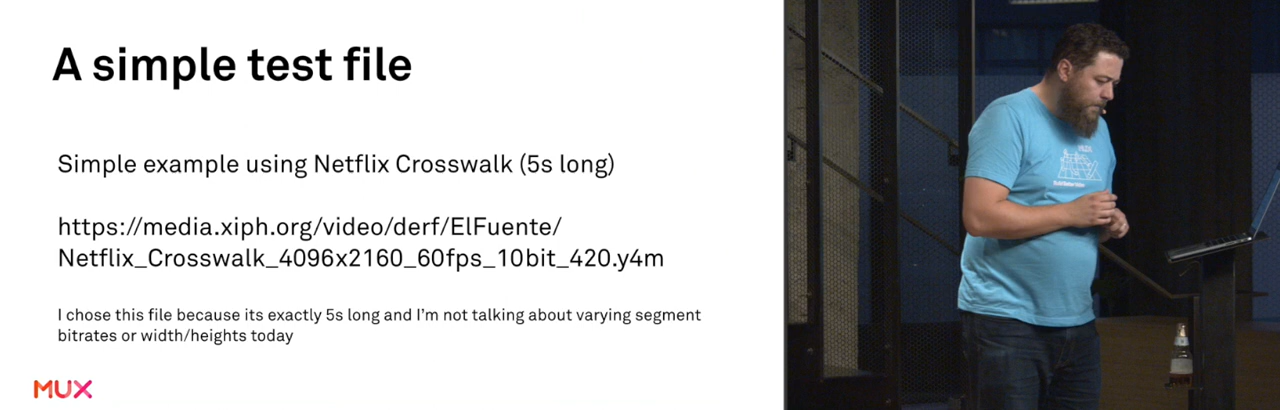 A simple test file
Simple example using Netflix Crosswalk (5s long)
https://media.xiph.org/video/derf/ElFuente/
Netflix_Crosswalk_4096x2160_60fps_10bit_420.y4m
I chose this file because its exactly 5s long and I'm not talking about varying segment
bitrates or width/heights today
MUX
MUX